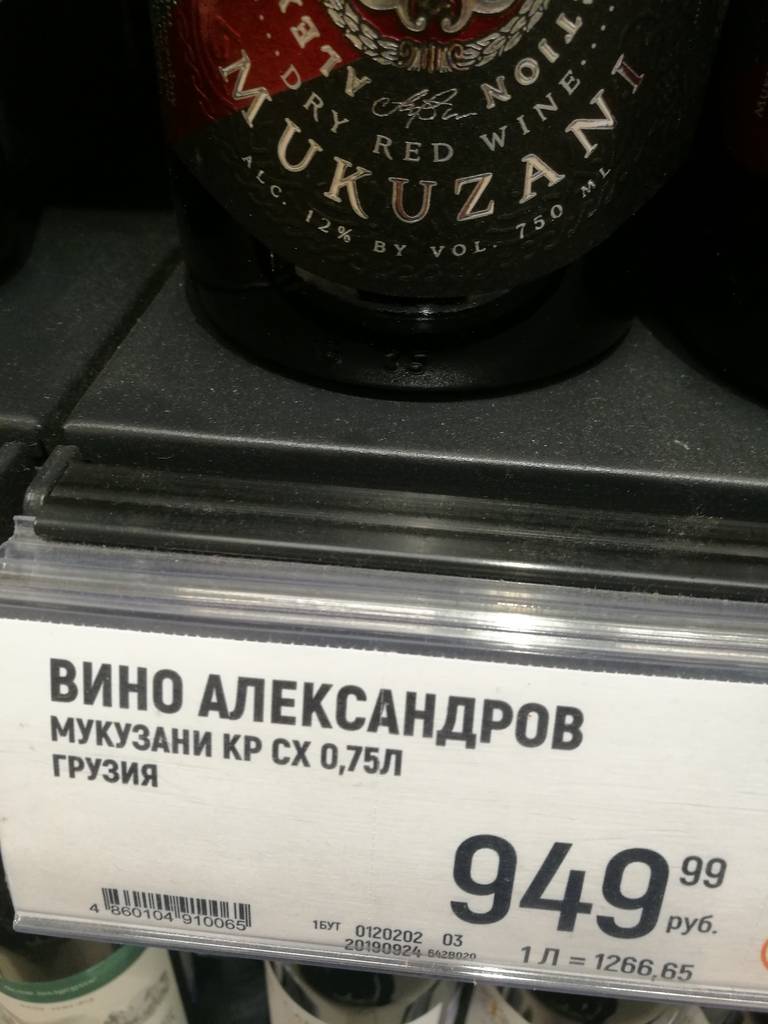 DRY RED WINE
MUKUZANI
ALC. 12% BY VOL. 750 ML
ВИНО АЛЕКСАНДРОВ
МУКУЗАНИ КР СХ 0,75Л
ГРУЗИЯ
949 99
руб.
4 860104 910065
1БУТ 0120202 03
20190924 5428020
1 Л = 1266,65